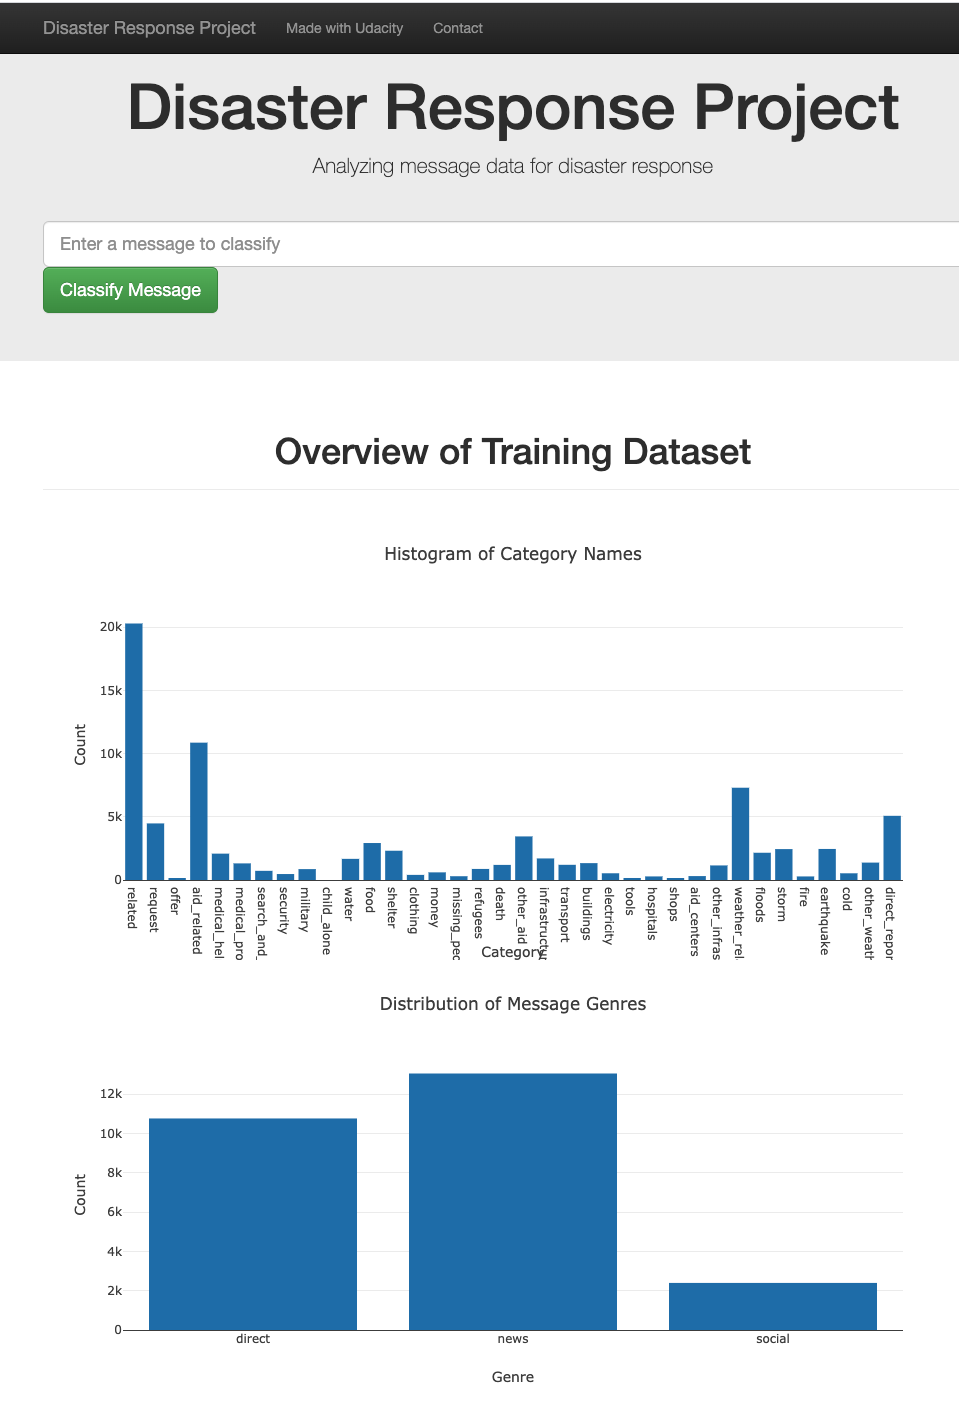 Disaster Response Project Made with Udacity Contact
Disaster Response Project
Analyzing message data for disaster response
Enter a message to classify
Classify Message
Overview of Training Dataset
Histogram of Category Names
20k
15k
10k
5k
0
Count
related
request
offer
aid_related
medical_hel
medical_pro
search_and_
security
military
child_alone
water
food
shelter
clothing
money
missing_peo
refugees
death
other_aid
infrastructur
transport
buildings
electricity
tools
hospitals
shops
aid_centers
other_infras
weather_rel
floods
storm
fire
earthquake
cold
other_weath
direct_repor
Category
Distribution of Message Genres
12k
10k
8k
6k
4k
2k
0
Count
direct
news
social
Genre